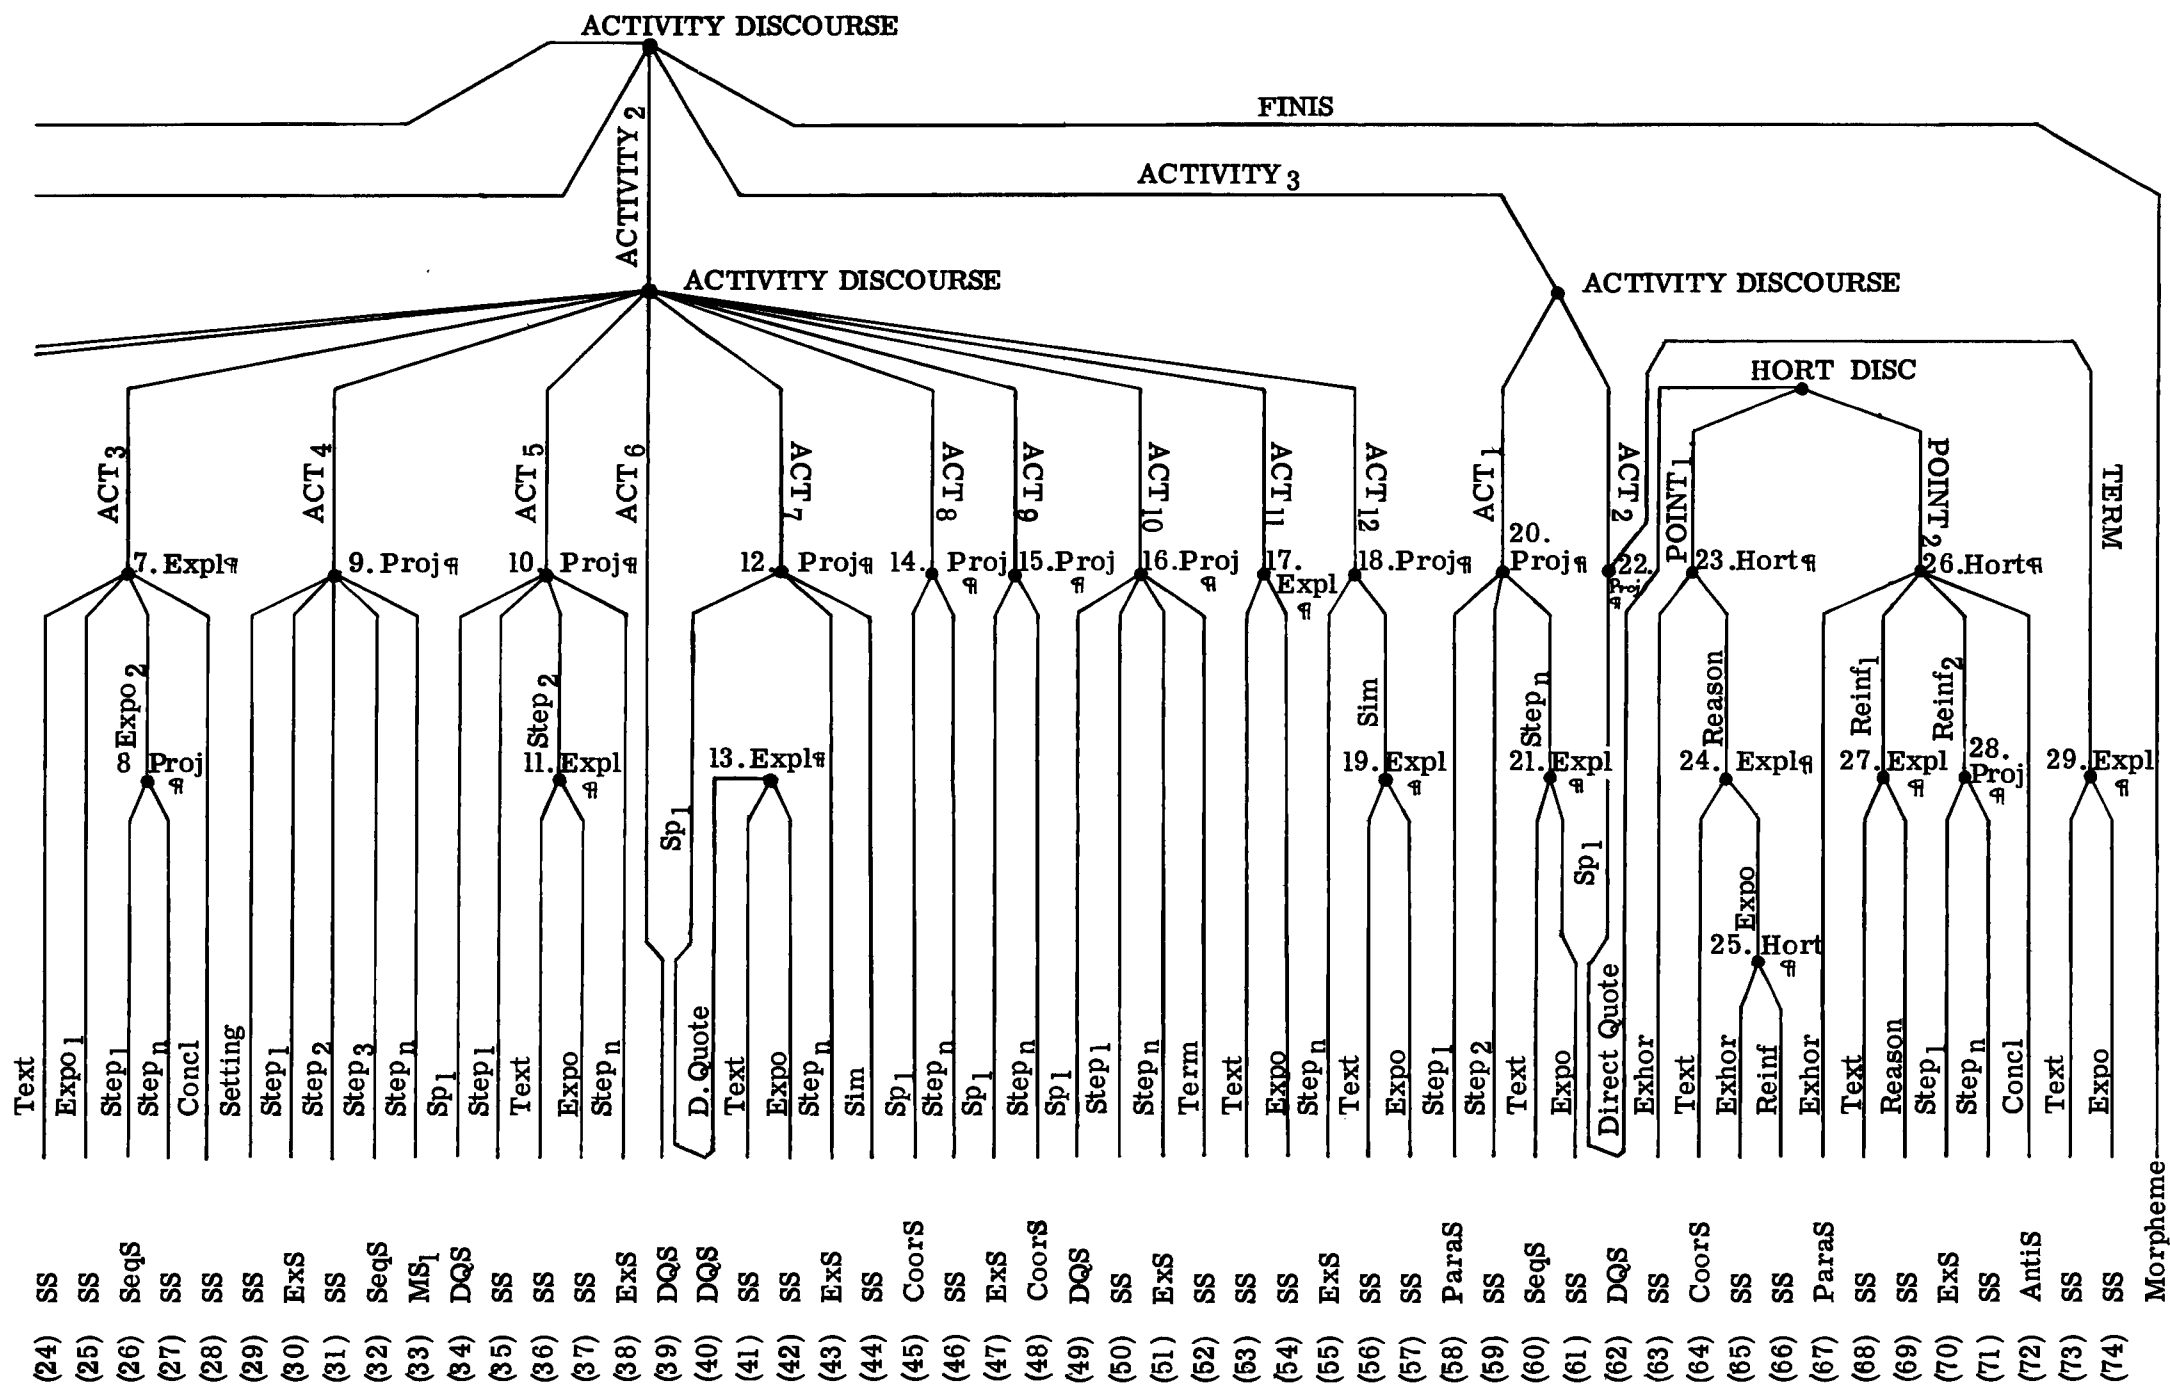 ACTIVITY DISCOURSE
FINIS
ACTIVITY 2
ACTIVITY 3
ACTIVITY DISCOURSE
ACTIVITY DISCOURSE
HORT DISC
ACT 3
ACT 4
ACT 5
ACT 6
ACT 7
ACT 8
ACT 9
ACT 10
ACT 11
ACT 12
ACT 1
ACT 2
POINT 1
POINT 2
TERM
7. Expl¶
9. Proj¶
10. Proj¶
12. Proj¶
14. Proj ¶
15. Proj ¶
16. Proj ¶
17. Expl ¶
18. Proj¶
20. Proj¶
22. Proj ¶
23. Hort¶
26. Hort¶
Expo 2
Step 2
Sim
Step n
Reason
Reinf 1
Reinf 2
8 Proj ¶
11. Expl ¶
13. Expl¶
19. Expl ¶
21. Expl ¶
24. Expl¶
27. Expl ¶
28. Proj ¶
29. Expl ¶
Sp 1
Sp 1
Expo
25. Hort ¶
Text
Expo 1
Step 1
Step n
Concl
Setting
Step 1
Step 2
Step 3
Step n
Sp 1
Step 1
Text
Expo
Step n
D. Quote
Text
Expo
Step n
Sim
Sp 1
Step n
Sp 1
Step n
Sp 1
Step 1
Step n
Term
Text
Expo
Step n
Text
Expo
Step 1
Step 2
Text
Expo
Direct Quote
Exhor
Text
Exhor
Reinf
Exhor
Text
Reason
Step 1
Step n
Concl
Text
Expo
(24) SS
(25) SS
(26) SeqS
(27) SS
(28) SS
(29) SS
(30) ExS
(31) SS
(32) SeqS
(33) MS1
(34) DQS
(35) SS
(36) SS
(37) SS
(38) ExS
(39) DQS
(40) DQS
(41) SS
(42) SS
(43) ExS
(44) SS
(45) CoorS
(46) SS
(47) ExS
(48) CoorS
(49) DQS
(50) SS
(51) ExS
(52) SS
(53) SS
(54) SS
(55) ExS
(56) SS
(57) SS
(58) ParaS
(59) SS
(60) SeqS
(61) SS
(62) DQS
(63) SS
(64) CoorS
(65) SS
(66) SS
(67) ParaS
(68) SS
(69) SS
(70) ExS
(71) SS
(72) AntiS
(73) SS
(74) SS
Morpheme